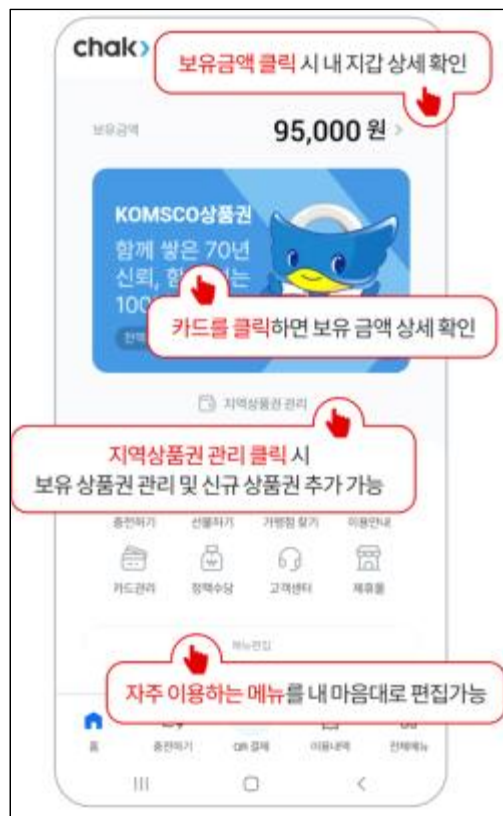 chak
보유금액 클릭 시 내 지갑 상세 확인
보유금액
95,000 원 >
KOMSCO상품권
함께 쌓은 70년
신뢰, 함
는
100
카드를 클릭하면 보유 금액 상세 확인
지역상품권 관리
지역상품권 관리 클릭 시
보유 상품권 관리 및 신규 상품권 추가 가능
충전하기 선물하기 가맹점 찾기 이용안내
카드관리 정책수당 고객센터 제휴몰
메뉴편집
자주 이용하는 메뉴를 내 마음대로 편집가능
홈 충전하기 QR 결제 이용내역 전체메뉴